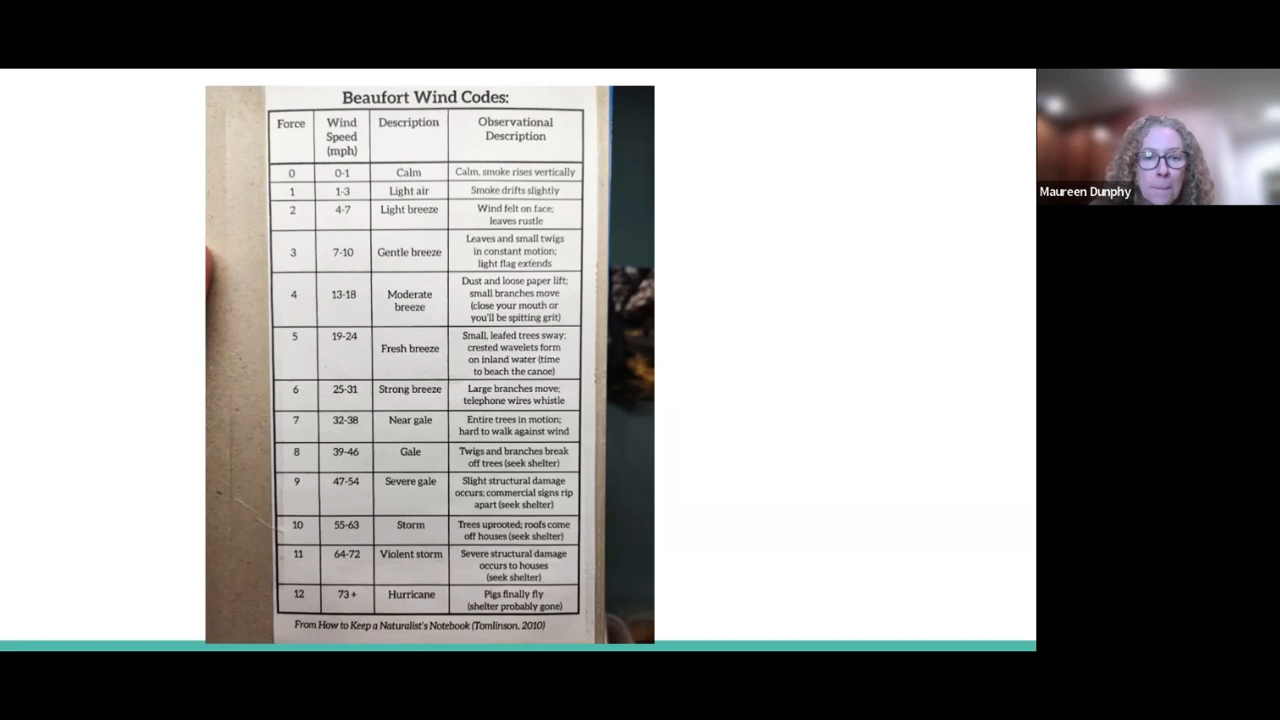 Beaufort Wind Codes:
Force
Wind
Speed
(mph)
Description
Observational
Description
0
0-1
Calm
Calm, smoke rises vertically
1
1-3
Light air
Smoke drifts slightly
2
4-7
Light breeze
Wind felt on face;
leaves rustle
3
7-10
Gentle breeze
Leaves and small twigs
in constant motion;
light flag extends
4
13-18
Moderate
breeze
Dust and loose paper lift;
small branches move
(close your mouth or
you'll be spitting grit)
5
19-24
Fresh breeze
Small, leafed trees sway;
crested wavelets form
on inland water (time
to beach the canoe)
6
25-31
Strong breeze
Large branches move;
telephone wires whistle
7
32-38
Near gale
Entire trees in motion;
hard to walk against wind
8
39-46
Gale
Twigs and branches break
off trees (seek shelter)
9
47-54
Severe gale
Slight structural damage
occurs; commercial signs rip
apart (seek shelter)
10
55-63
Storm
Trees uprooted; roofs come
off houses (seek shelter)
11
64-72
Violent storm
Severe structural damage
occurs to houses
(seek shelter)
12
73+
Hurricane
Pigs finally fly
(shelter probably gone)
From How to Keep a Naturalist's Notebook (Tomlinson, 2010)
Maureen Dunphy